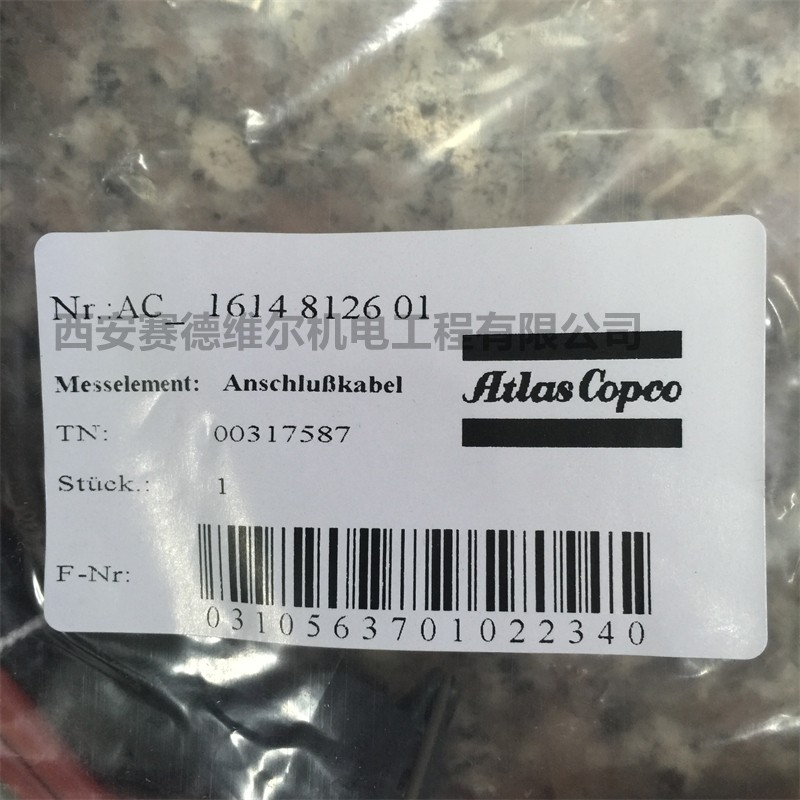 Nr.:AC_ 1614 8126 01
西安赛德维尔机电工程有限公司
Messelement: Anschlußkabel
Atlas Copco
TN: 00317587
Stück.: 1
F-Nr:
0310563701022340